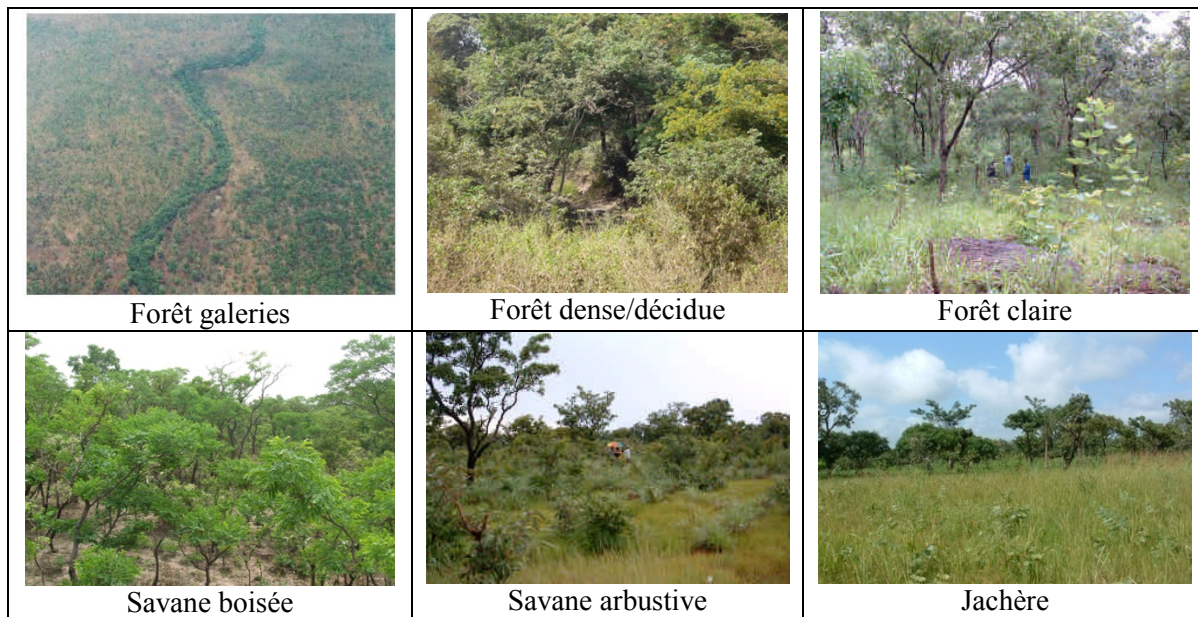 Forêt galeries
Forêt dense/décidue
Forêt claire
Savane boisée
Savane arbustive
Jachère